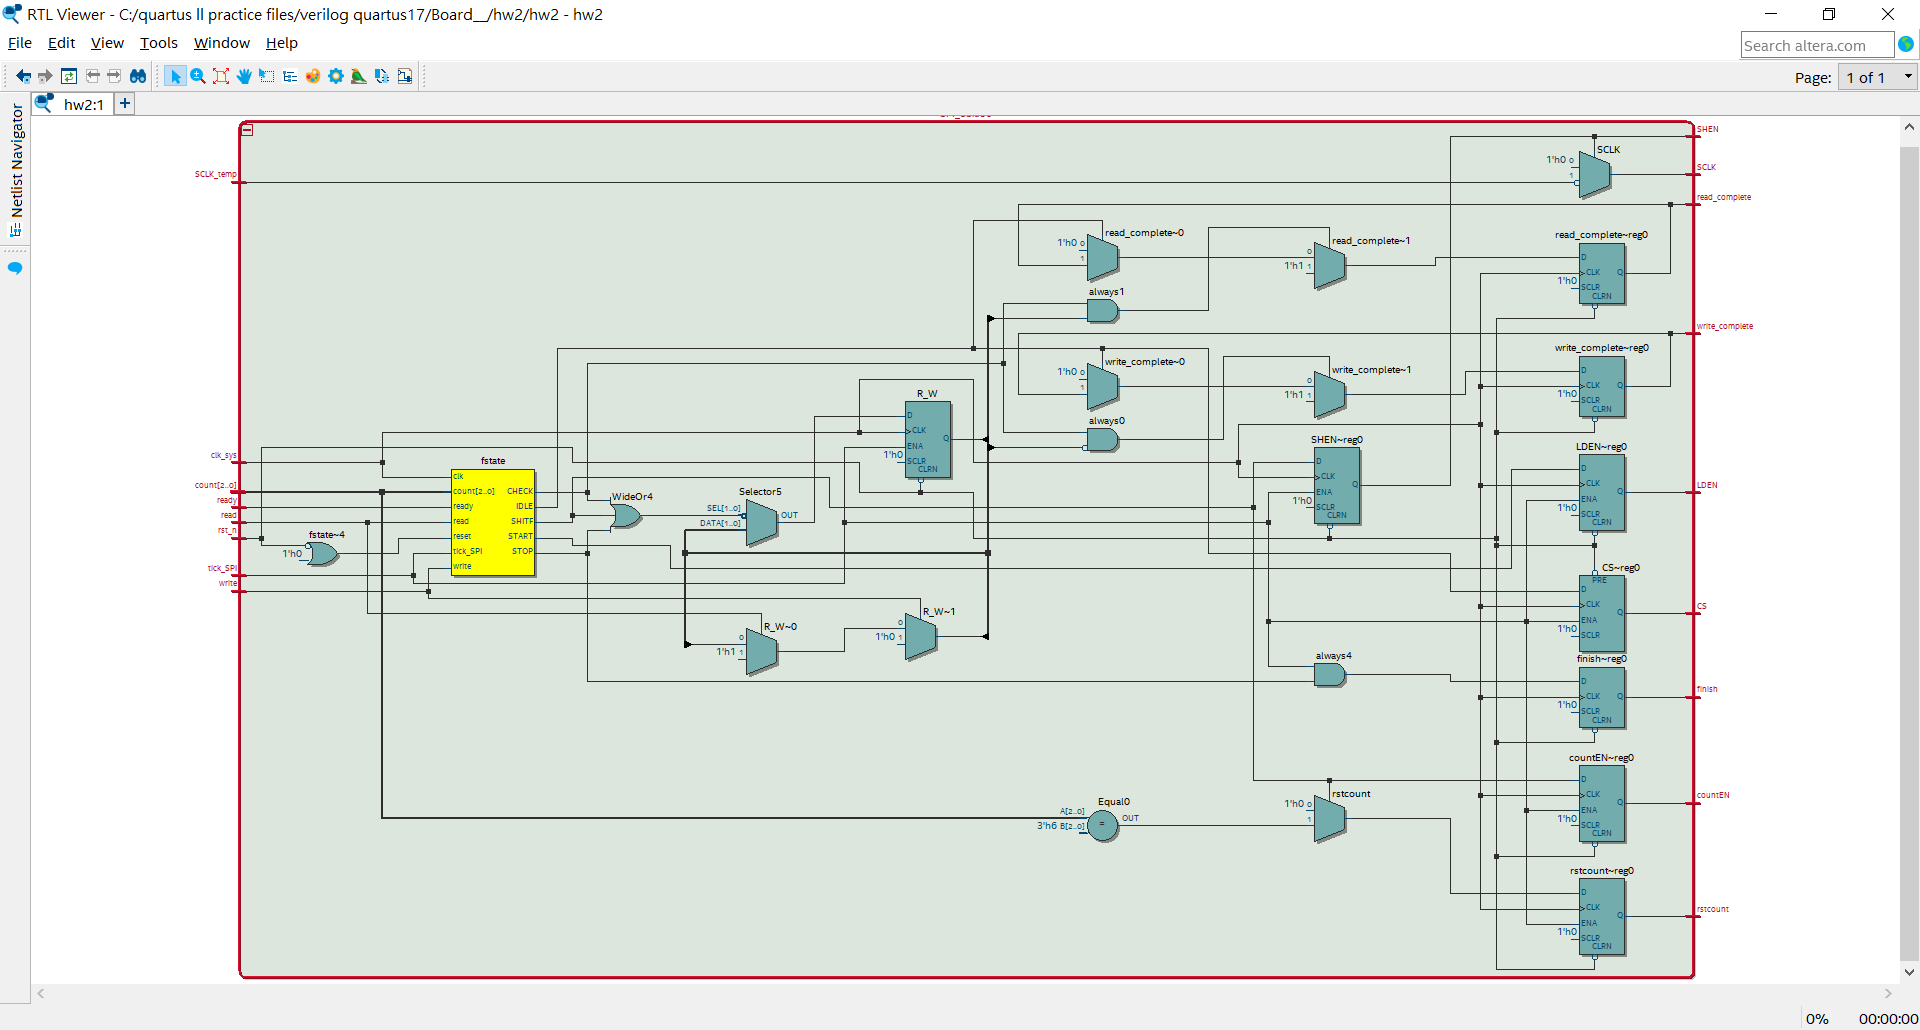 RTL Viewer - C:/quartus ll practice files/verilog quartus17/Board__/hw2/hw2 - hw2
File Edit View Tools Window Help
Search altera.com
Page: 1 of 1
Netlist Navigator
hw2:1 +
SHEN
SCLK
1'h0 0
1
SCLK
SCLK_temp
read_complete
read_complete~0
1'h0 0
1
read_complete~1
0
1'h1 1
read_complete~reg0
D
CLK
1'h0
SCLR
CLRN
Q
always1
write_complete
write_complete~0
1'h0 0
1
write_complete~1
0
1'h1 1
write_complete~reg0
D
CLK
1'h0
SCLR
CLRN
Q
R_W
D
CLK
ENA
1'h0
SCLR
CLRN
Q
always0
SHEN~reg0
D
CLK
ENA
1'h0
SCLR
CLRN
Q
LDEN~reg0
D
CLK
ENA
1'h0
SCLR
CLRN
Q
LDEN
clk_sys
count[2..0]
ready
read
rst_n
tick_SPI
write
fstate~4
1'h0
fstate
clk
count[2..0]
ready
read
reset
tick_SPI
write
CHECK
IDLE
SHITF
START
STOP
WideOr4
Selector5
SEL[1..0]
DATA[1..0]
OUT
CS~reg0
PRE
D
CLK
ENA
1'h0
SCLR
Q
CS
R_W~0
0
1'h1 1
R_W~1
0
1'h0 1
always4
finish~reg0
D
CLK
1'h0
SCLR
CLRN
Q
finish
countEN~reg0
D
CLK
ENA
1'h0
SCLR
CLRN
Q
countEN
Equal0
A[2..0]
3'h6 B[2..0]
=
OUT
rstcount
1'h0 0
1
rstcount~reg0
D
CLK
ENA
1'h0
SCLR
CLRN
Q
rstcount
0% 00:00:00